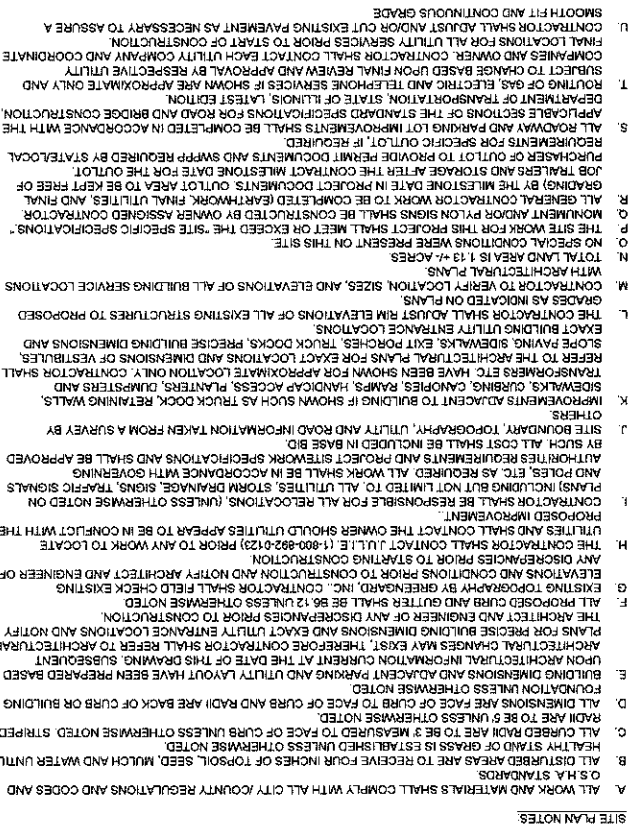 SITE PLAN NOTES:
A. ALL WORK AND MATERIALS SHALL COMPLY WITH ALL CITY /COUNTY REGULATIONS AND CODES AND
O.S.H.A. STANDARDS.
B. ALL DISTURBED AREAS ARE TO RECEIVE FOUR INCHES OF TOPSOIL, SEED, MULCH AND WATER UNTIL
HEALTHY STAND OF GRASS IS ESTABLISHED UNLESS OTHERWISE NOTED.
C. ALL CURBED RADII ARE TO BE 3' MEASURED TO FACE OF CURB UNLESS OTHERWISE NOTED. STRIPED
RADII ARE TO BE 5' UNLESS OTHERWISE NOTED.
D. ALL DIMENSIONS ARE FACE OF CURB TO FACE OF CURB AND RADII ARE BACK OF CURB OR BUILDING
FOUNDATION UNLESS OTHERWISE NOTED.
E. BUILDING DIMENSIONS AND ADJACENT PARKING AND UTILITY LAYOUT HAVE BEEN PREPARED BASED
UPON ARCHITECTURAL INFORMATION CURRENT AT THE DATE OF THIS DRAWING. SUBSEQUENT
ARCHITECTURAL CHANGES MAY EXIST, THEREFORE CONTRACTOR SHALL REFER TO ARCHITECTURAL
PLANS FOR PRECISE BUILDING DIMENSIONS AND EXACT UTILITY ENTRANCE LOCATIONS AND NOTIFY
THE ARCHITECT AND ENGINEER OF ANY DISCREPANCIES PRIOR TO CONSTRUCTION.
F. ALL PROPOSED CURB AND GUTTER SHALL BE B6.12 UNLESS OTHERWISE NOTED.
G. EXISTING TOPOGRAPHY BY GREENGARD, INC.. CONTRACTOR SHALL FIELD CHECK EXISTING
ELEVATIONS AND CONDITIONS PRIOR TO CONSTRUCTION AND NOTIFY ARCHITECT AND ENGINEER OF
ANY DISCREPANCIES PRIOR TO STARTING CONSTRUCTION.
H. THE CONTRACTOR SHALL CONTACT J.U.L.I.E. (1-800-892-0123) PRIOR TO ANY WORK TO LOCATE
UTILITIES AND SHALL CONTACT THE OWNER SHOULD UTILITIES APPEAR TO BE IN CONFLICT WITH THE
PROPOSED IMPROVEMENT..
I. CONTRACTOR SHALL BE RESPONSIBLE FOR ALL RELOCATIONS, (UNLESS OTHERWISE NOTED ON
PLANS) INCLUDING BUT NOT LIMITED TO, ALL UTILITIES, STORM DRAINAGE, SIGNS, TRAFFIC SIGNALS
AND POLES, ETC. AS REQUIRED. ALL WORK SHALL BE IN ACCORDANCE WITH GOVERNING
AUTHORITIES REQUIREMENTS AND PROJECT SITEWORK SPECIFICATIONS AND SHALL BE APPROVED
BY SUCH. ALL COST SHALL BE INCLUDED IN BASE BID.
J. SITE BOUNDARY, TOPOGRAPHY, UTILITY AND ROAD INFORMATION TAKEN FROM A SURVEY BY
OTHERS.
K. IMPROVEMENTS ADJACENT TO BUILDING IF SHOWN SUCH AS TRUCK DOCK, RETAINING WALLS,
SIDEWALKS, CURBING, CANOPIES, RAMPS, HANDICAP ACCESS, PLANTERS, DUMPSTERS AND
TRANSFORMERS ETC. HAVE BEEN SHOWN FOR APPROXIMATE LOCATION ONLY. CONTRACTOR SHALL
REFER TO THE ARCHITECTURAL PLANS FOR EXACT LOCATIONS AND DIMENSIONS OF VESTIBULES,
SLOPE PAVING, SIDEWALKS, EXIT PORCHES, TRUCK DOCKS, PRECISE BUILDING DIMENSIONS AND
EXACT BUILDING UTILITY ENTRANCE LOCATIONS.
L. THE CONTRACTOR SHALL ADJUST RIM ELEVATIONS OF ALL EXISTING STRUCTURES TO PROPOSED
GRADES AS INDICATED ON PLANS.
M. CONTRACTOR TO VERIFY LOCATION, SIZES, AND ELEVATIONS OF ALL BUILDING SERVICE LOCATIONS
WITH ARCHITECTURAL PLANS.
N. TOTAL LAND AREA IS 1.13 +/- ACRES.
O. NO SPECIAL CONDITIONS WERE PRESENT ON THIS SITE.
P. THE SITE WORK FOR THIS PROJECT SHALL MEET OR EXCEED THE "SITE SPECIFIC SPECIFICATIONS."
Q. MONUMENT AND/OR PYLON SIGNS SHALL BE CONSTRUCTED BY OWNER ASSIGNED CONTRACTOR.
R. ALL GENERAL CONTRACTOR WORK TO BE COMPLETED (EARTHWORK, FINAL UTILITIES, AND FINAL
GRADING) BY THE MILESTONE DATE IN PROJECT DOCUMENTS. OUTLOT AREA TO BE KEPT FREE OF
JOB TRAILERS AND STORAGE AFTER THE CONTRACT MILESTONE DATE FOR THE OUTLOT.
PURCHASER OF OUTLOT TO PROVIDE PERMIT DOCUMENTS AND SWPPP REQUIRED BY STATE/LOCAL
REQUIREMENTS FOR SPECIFIC OUTLOT, IF REQUIRED.
S. ALL ROADWAY AND PARKING LOT IMPROVEMENTS SHALL BE COMPLETED IN ACCORDANCE WITH THE
APPLICABLE SECTIONS OF THE STANDARD SPECIFICATIONS FOR ROAD AND BRIDGE CONSTRUCTION,
DEPARTMENT OF TRANSPORTATION, STATE OF ILLINOIS, LATEST EDITION.
T. ROUTING OF GAS, ELECTRIC AND TELEPHONE SERVICES IF SHOWN ARE APPROXIMATE ONLY AND
SUBJECT TO CHANGE BASED UPON FINAL REVIEW AND APPROVAL BY RESPECTIVE UTILITY
COMPANIES AND OWNER. CONTRACTOR SHALL CONTACT EACH UTILITY COMPANY AND COORDINATE
FINAL LOCATIONS FOR ALL UTILITY SERVICES PRIOR TO START OF CONSTRUCTION.
U. CONTRACTOR SHALL ADJUST AND/OR CUT EXISTING PAVEMENT AS NECESSARY TO ASSURE A
SMOOTH FIT AND CONTINUOUS GRADE